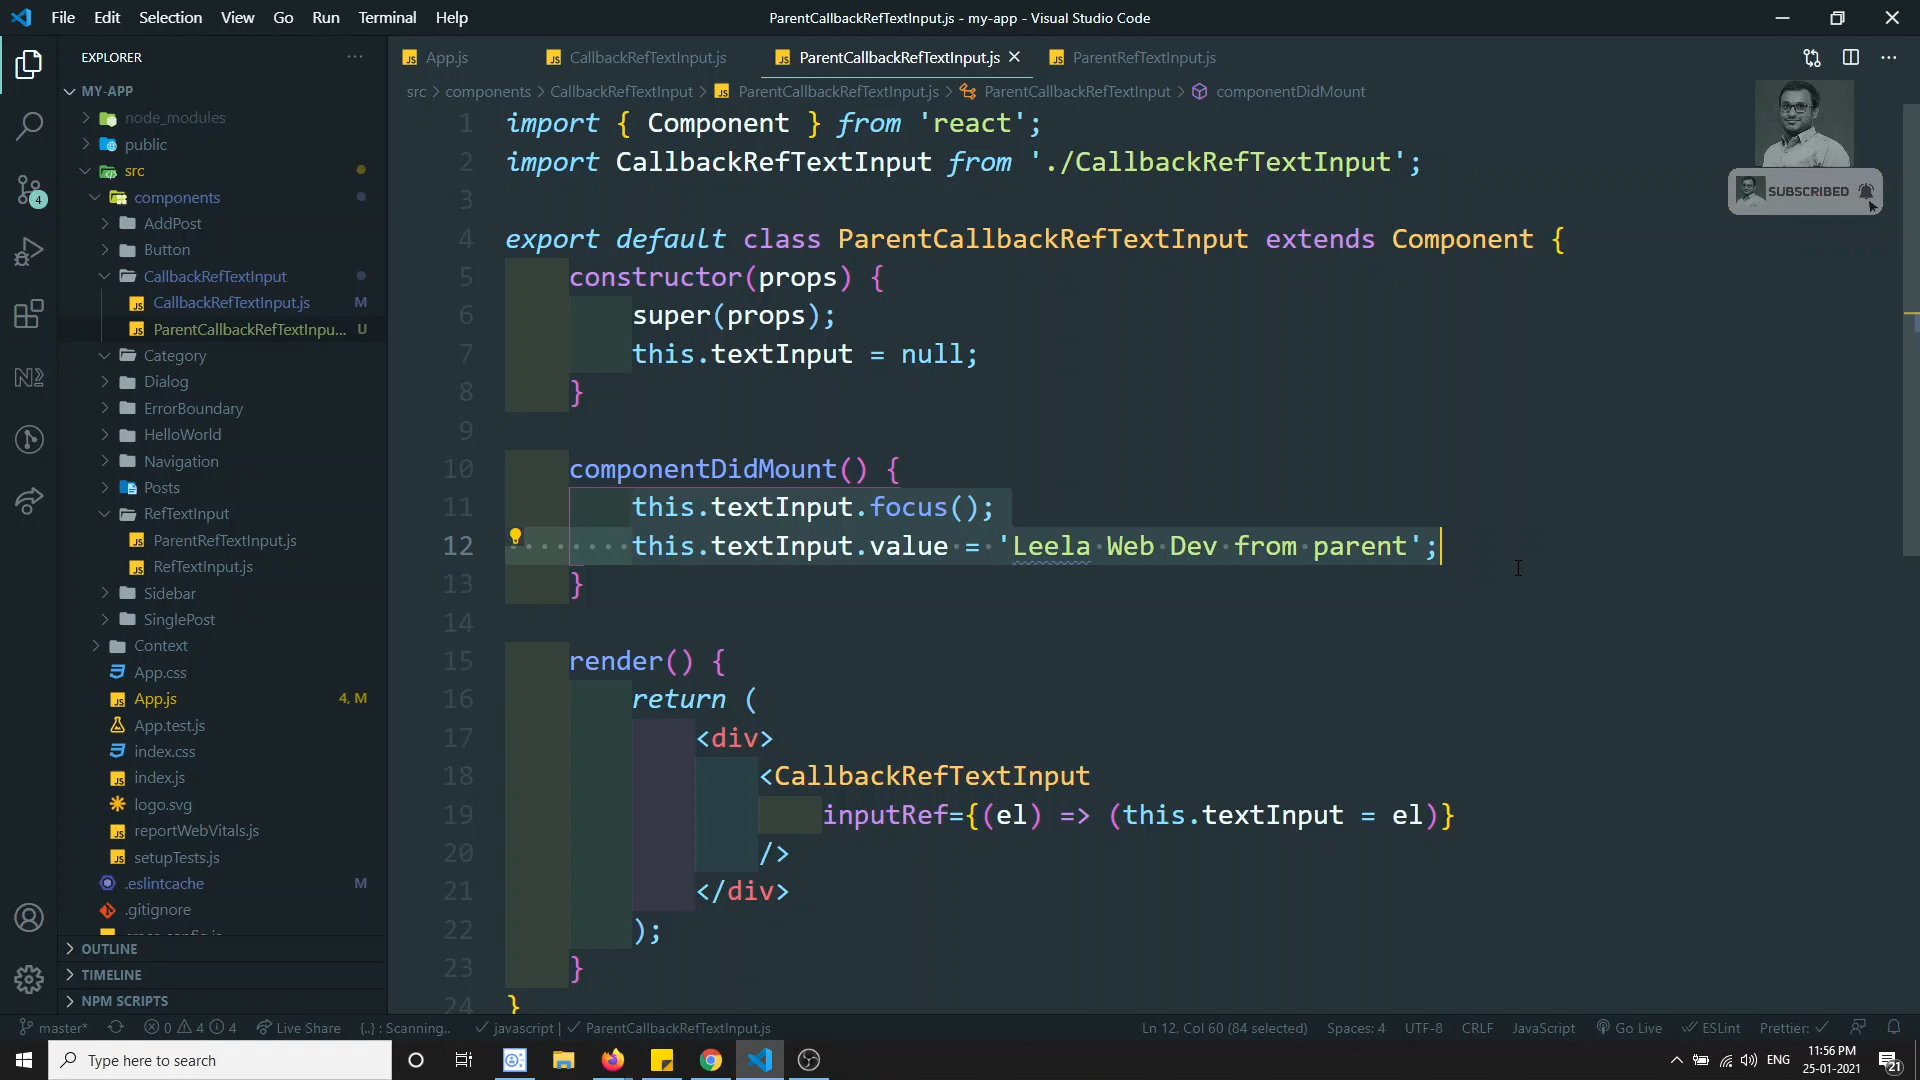 File Edit Selection View Go Run Terminal Help
ParentCallbackRefTextInput.js - my-app - Visual Studio Code
EXPLORER
App.js
CallbackRefTextInput.js
ParentCallbackRefTextInput.js
ParentRefTextInput.js
src > components > CallbackRefTextInput > ParentCallbackRefTextInput.js > ParentCallbackRefTextInput > componentDidMount
MY-APP
node_modules
public
src
components
AddPost
Button
CallbackRefTextInput
CallbackRefTextInput.js M
ParentCallbackRefTextInpu... U
Category
Dialog
ErrorBoundary
HelloWorld
Navigation
Posts
RefTextInput
ParentRefTextInput.js
RefTextInput.js
Sidebar
SinglePost
Context
App.css
App.js 4, M
App.test.js
index.css
index.js
logo.svg
reportWebVitals.js
setupTests.js
.eslintcache M
.gitignore
OUTLINE
TIMELINE
NPM SCRIPTS
4
N
1 import { Component } from 'react';
2 import CallbackRefTextInput from './CallbackRefTextInput';
3
4 export default class ParentCallbackRefTextInput extends Component {
5 constructor(props) {
6 super(props);
7 this.textInput = null;
8 }
9
10 componentDidMount() {
11 this.textInput.focus();
12 this.textInput.value = 'Leela Web Dev from parent';
13 }
14
15 render() {
16 return (
17 <div>
18 <CallbackRefTextInput
19 inputRef={(el) => (this.textInput = el)}
20 />
21 </div>
22 );
23 }
24 }
SUBSCRIBED
master* 0 4 4 Live Share {..} : Scanning.. javascript | ParentCallbackRefTextInput.js
Ln 12, Col 60 (84 selected) Spaces: 4 UTF-8 CRLF JavaScript Go Live ESLint Prettier:
Type here to search
ENG
11:56 PM
25-01-2021
21